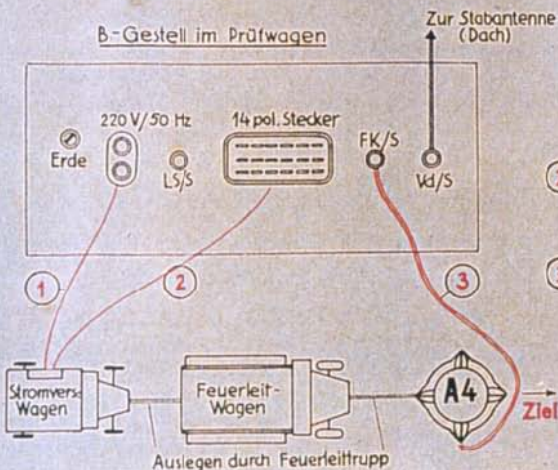 Zur Stabantenne
(Dach)
B-Gestell im Prüfwagen
220 V/50 Hz
14 pol. Stecker
FK/S
Erde
LS/S
Vd/S
1
2
3
Stromvers.
Wagen
Feuerleit-
Wagen
A4
Ziel
Auslegen durch Feuerleittrupp